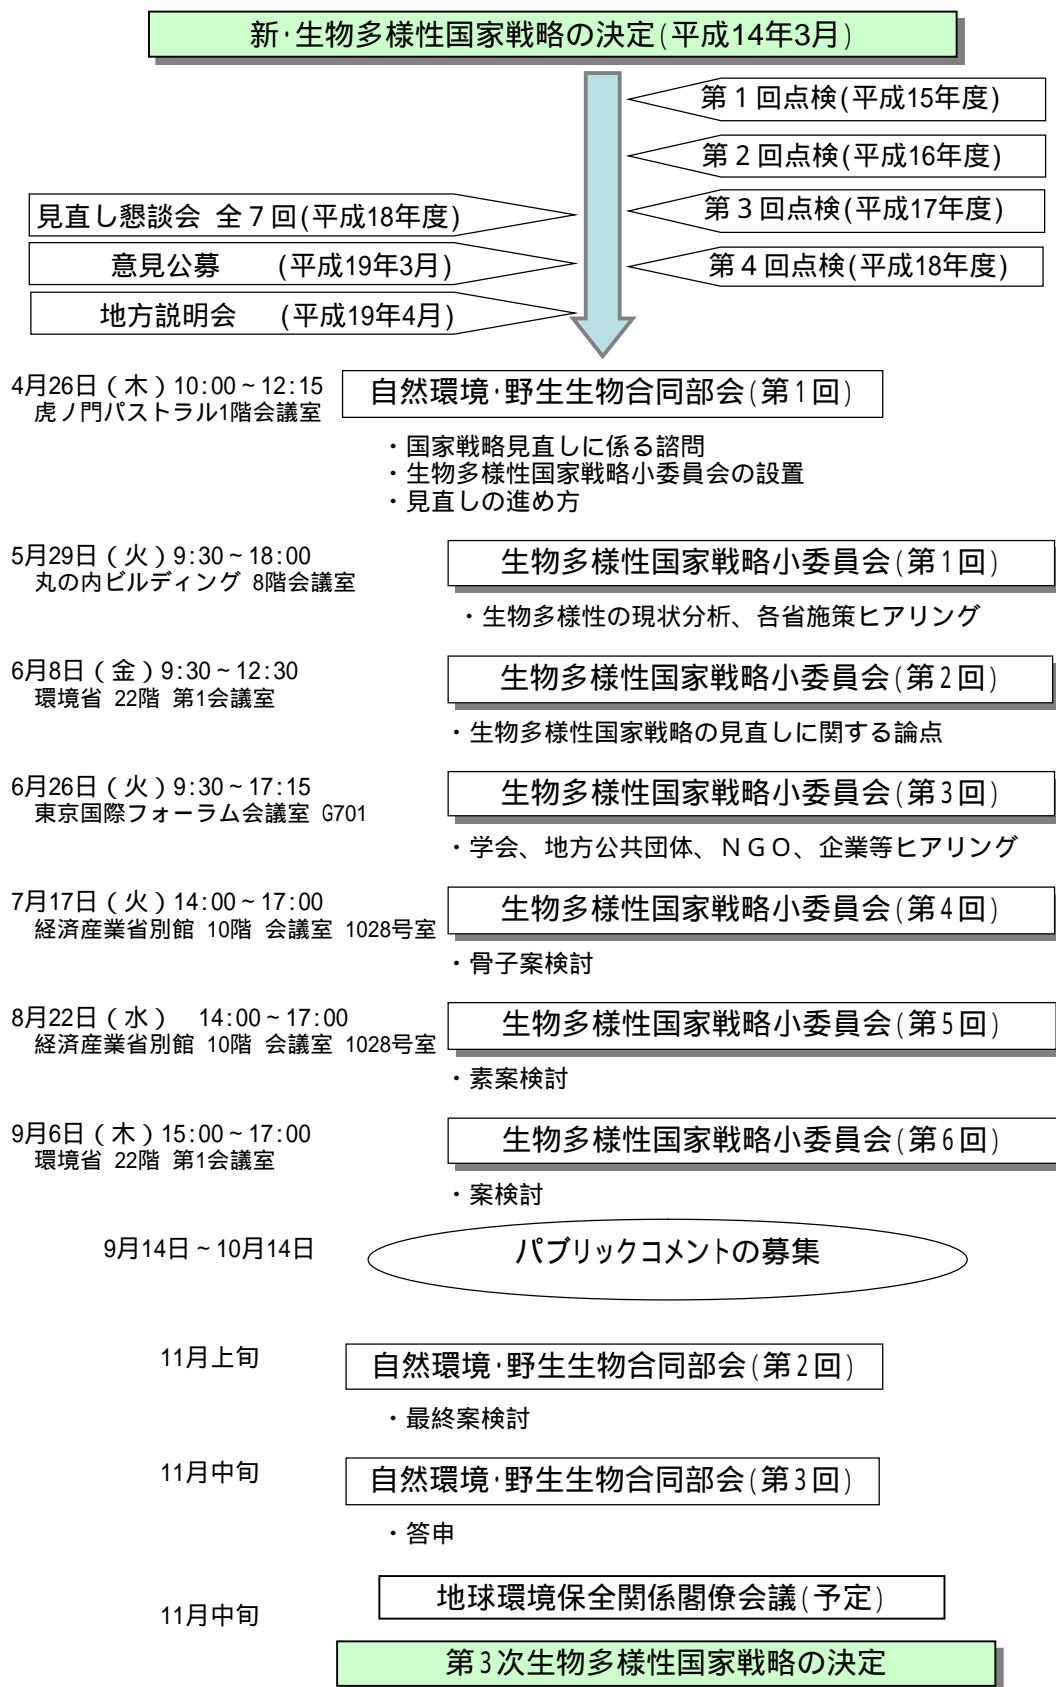 新・生物多様性国家戦略の決定(平成14年3月)
第1回点検(平成15年度)
第2回点検(平成16年度)
見直し懇談会 全7回(平成18年度)
第3回点検(平成17年度)
意見公募 (平成19年3月)
第4回点検(平成18年度)
地方説明会 (平成19年4月)
4月26日(木)10:00~12:15
虎ノ門パストラル1階会議室
自然環境・野生生物合同部会(第1回)
・国家戦略見直しに係る諮問
・生物多様性国家戦略小委員会の設置
・見直しの進め方
5月29日(火)9:30~18:00
丸の内ビルディング 8階会議室
生物多様性国家戦略小委員会(第1回)
・生物多様性の現状分析、各省施策ヒアリング
6月8日(金)9:30~12:30
環境省 22階 第1会議室
生物多様性国家戦略小委員会(第2回)
・生物多様性国家戦略の見直しに関する論点
6月26日(火)9:30~17:15
東京国際フォーラム会議室 G701
生物多様性国家戦略小委員会(第3回)
・学会、地方公共団体、NGO、企業等ヒアリング
7月17日(火)14:00~17:00
経済産業省別館 10階 会議室 1028号室
生物多様性国家戦略小委員会(第4回)
・骨子案検討
8月22日(水) 14:00~17:00
経済産業省別館 10階 会議室 1028号室
生物多様性国家戦略小委員会(第5回)
・素案検討
9月6日(木)15:00~17:00
環境省 22階 第1会議室
生物多様性国家戦略小委員会(第6回)
・案検討
9月14日~10月14日
パブリックコメントの募集
11月上旬
自然環境・野生生物合同部会(第2回)
・最終案検討
11月中旬
自然環境・野生生物合同部会(第3回)
・答申
11月中旬
地球環境保全関係閣僚会議(予定)
第3次生物多様性国家戦略の決定